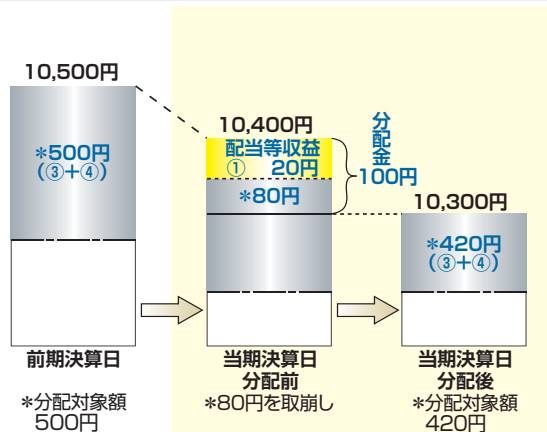 10,500円
*500円
(③+④)
前期決算日
*分配対象額
500円
10,400円
配当等収益
① 20円
*80円
分配金
100円
当期決算日
分配前
*80円を取崩し
10,300円
*420円
(③+④)
当期決算日
分配後
*分配対象額
420円